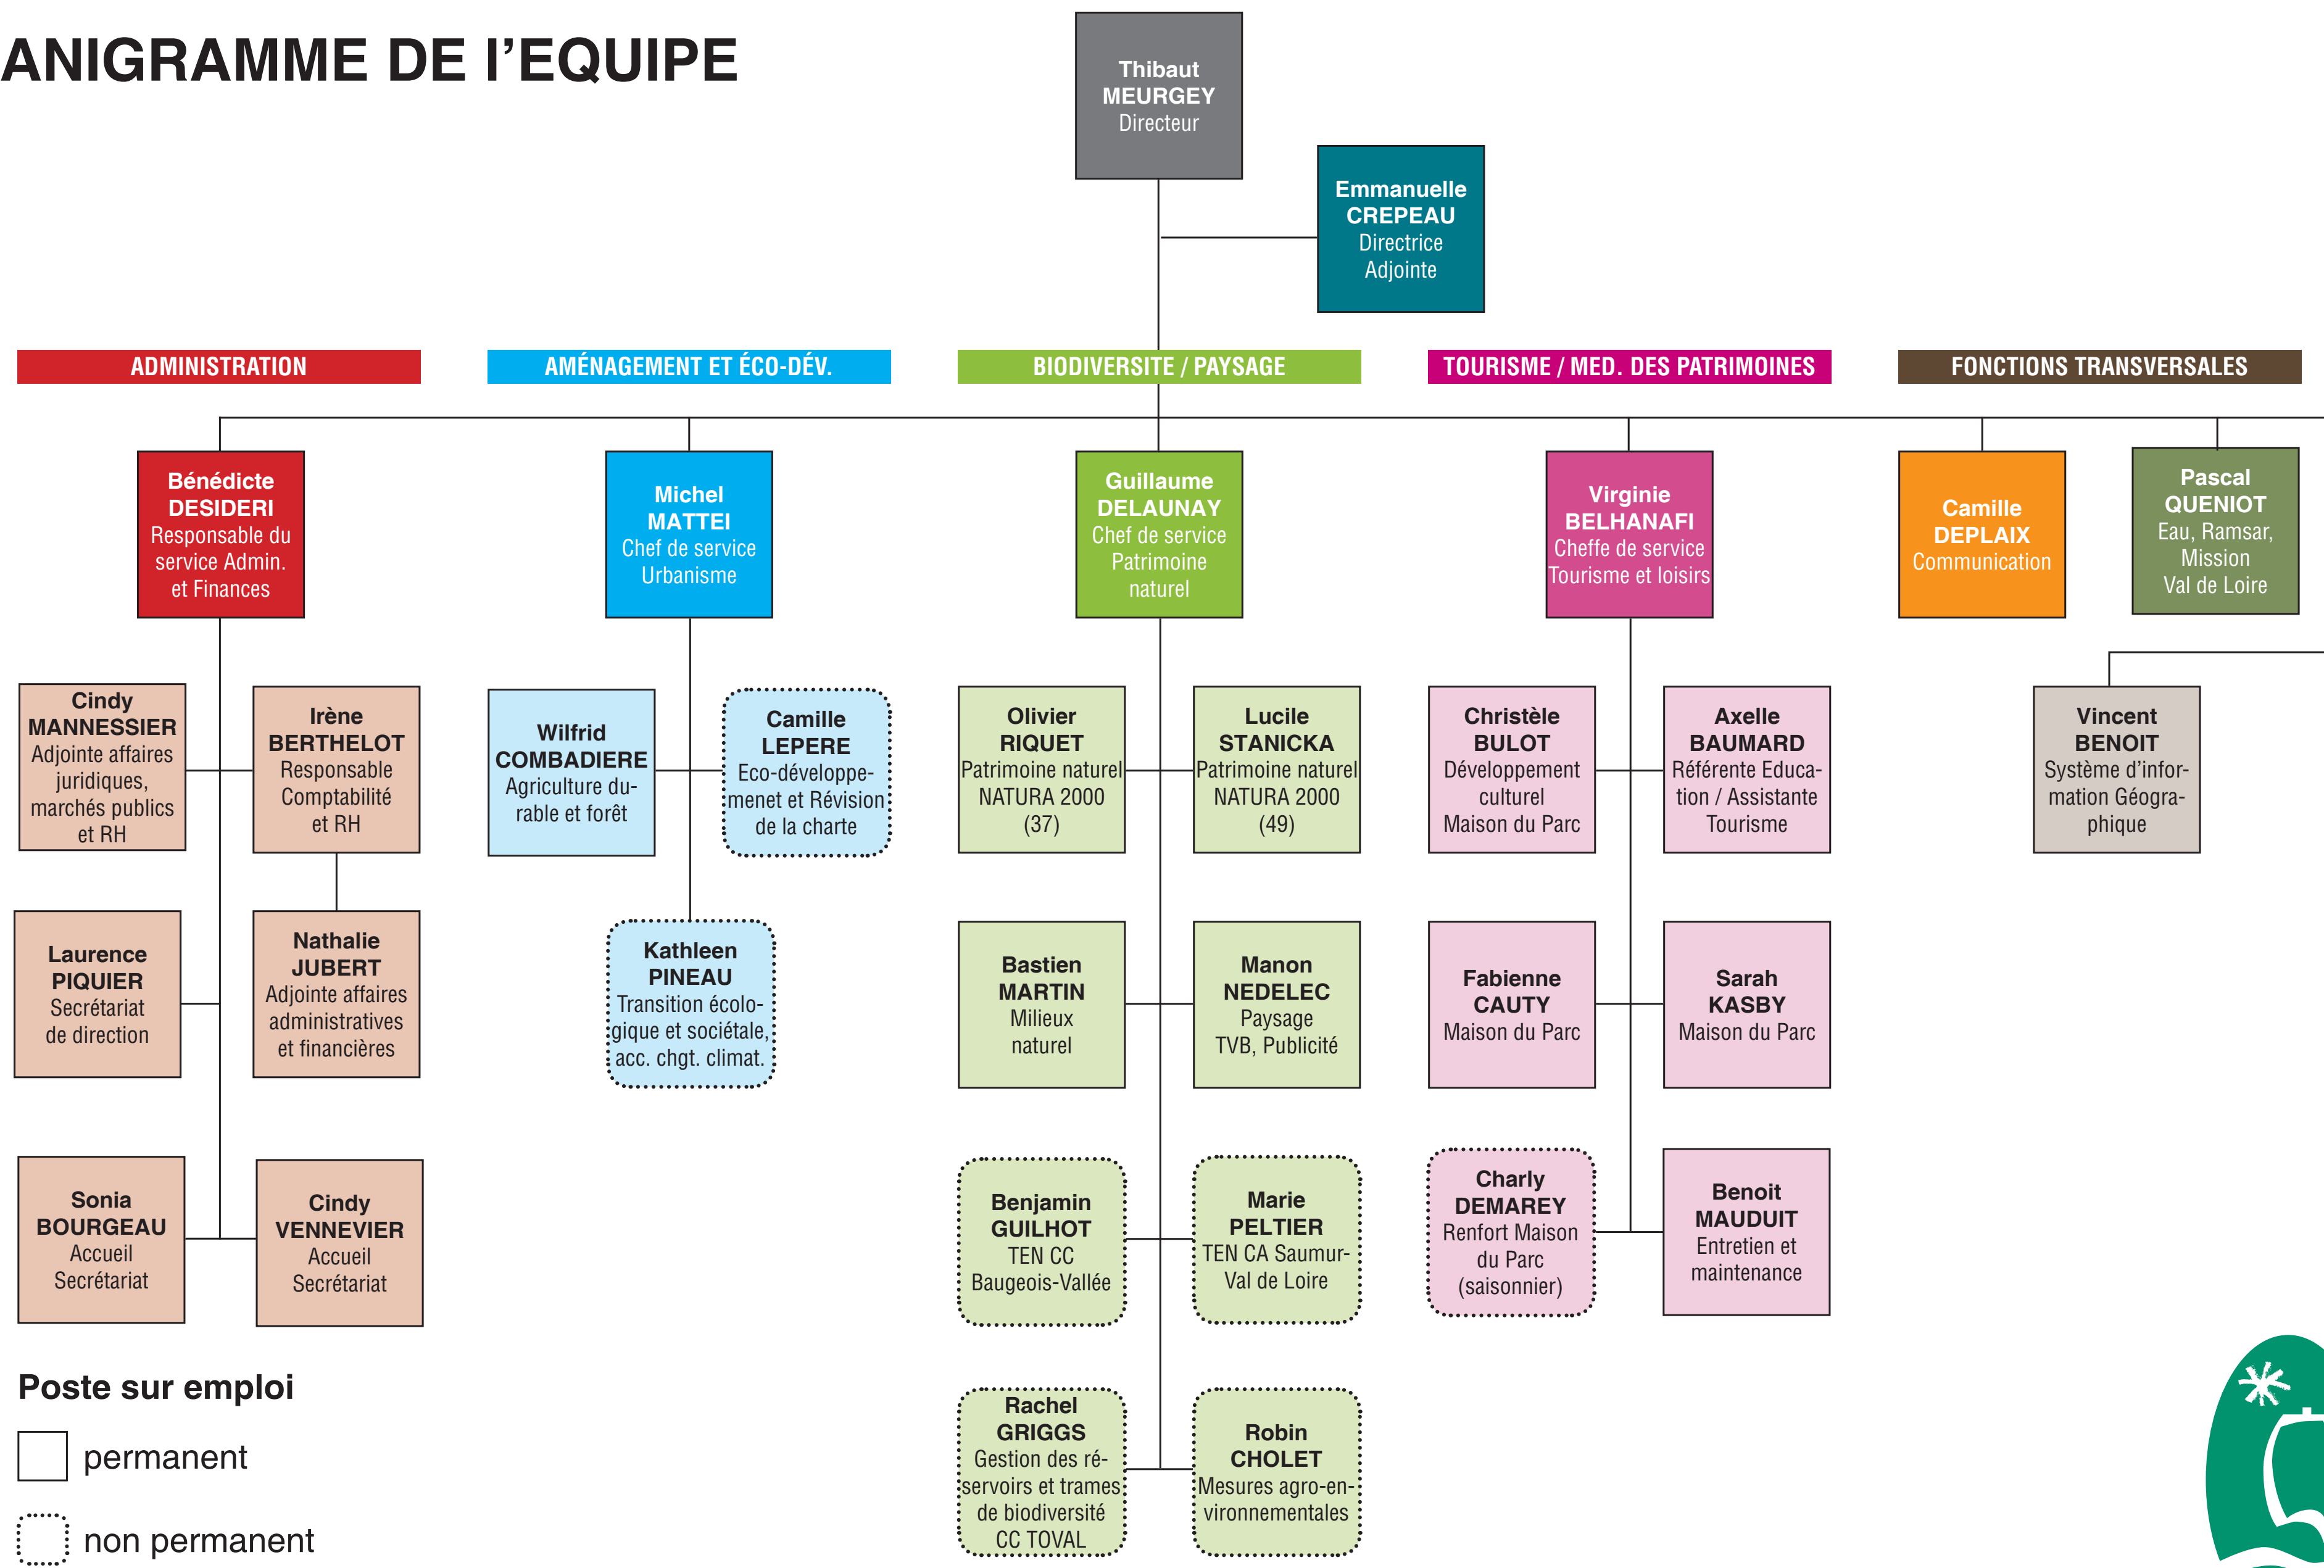 ANIGRAMME DE l’EQUIPE
Thibaut
MEURGEY
Directeur
Emmanuelle
CREPEAU
Directrice
Adjointe
ADMINISTRATION
AMÉNAGEMENT ET ÉCO-DÉV.
BIODIVERSITE / PAYSAGE
TOURISME / MED. DES PATRIMOINES
FONCTIONS TRANSVERSALES
Bénédicte
DESIDERI
Responsable du
service Admin.
et Finances
Michel
MATTEI
Chef de service
Urbanisme
Guillaume
DELAUNAY
Chef de service
Patrimoine
naturel
Virginie
BELHANAFI
Cheffe de service
Tourisme et loisirs
Camille
DEPLAIX
Communication
Pascal
QUENIOT
Eau, Ramsar,
Mission
Val de Loire
Cindy
MANNESSIER
Adjointe affaires
juridiques,
marchés publics
et RH
Irène
BERTHELOT
Responsable
Comptabilité
et RH
Wilfrid
COMBADIERE
Agriculture du-
rable et forêt
Camille
LEPERE
Eco-développe-
menet et Révision
de la charte
Olivier
RIQUET
Patrimoine naturel
NATURA 2000
(37)
Lucile
STANICKA
Patrimoine naturel
NATURA 2000
(49)
Christèle
BULOT
Développement
culturel
Maison du Parc
Axelle
BAUMARD
Référente Educa-
tion / Assistante
Tourisme
Vincent
BENOIT
Système d’infor-
mation Géogra-
phique
Laurence
PIQUIER
Secrétariat
de direction
Nathalie
JUBERT
Adjointe affaires
administratives
et financières
Kathleen
PINEAU
Transition écolo-
gique et sociétale,
acc. chgt. climat.
Bastien
MARTIN
Milieux
naturel
Manon
NEDELEC
Paysage
TVB, Publicité
Fabienne
CAUTY
Maison du Parc
Sarah
KASBY
Maison du Parc
Sonia
BOURGEAU
Accueil
Secrétariat
Cindy
VENNEVIER
Accueil
Secrétariat
Benjamin
GUILHOT
TEN CC
Baugeois-Vallée
Marie
PELTIER
TEN CA Saumur-
Val de Loire
Charly
DEMAREY
Renfort Maison
du Parc
(saisonnier)
Benoit
MAUDUIT
Entretien et
maintenance
Rachel
GRIGGS
Gestion des ré-
servoirs et trames
de biodiversité
CC TOVAL
Robin
CHOLET
Mesures agro-en-
vironnementales
Poste sur emploi
permanent
non permanent